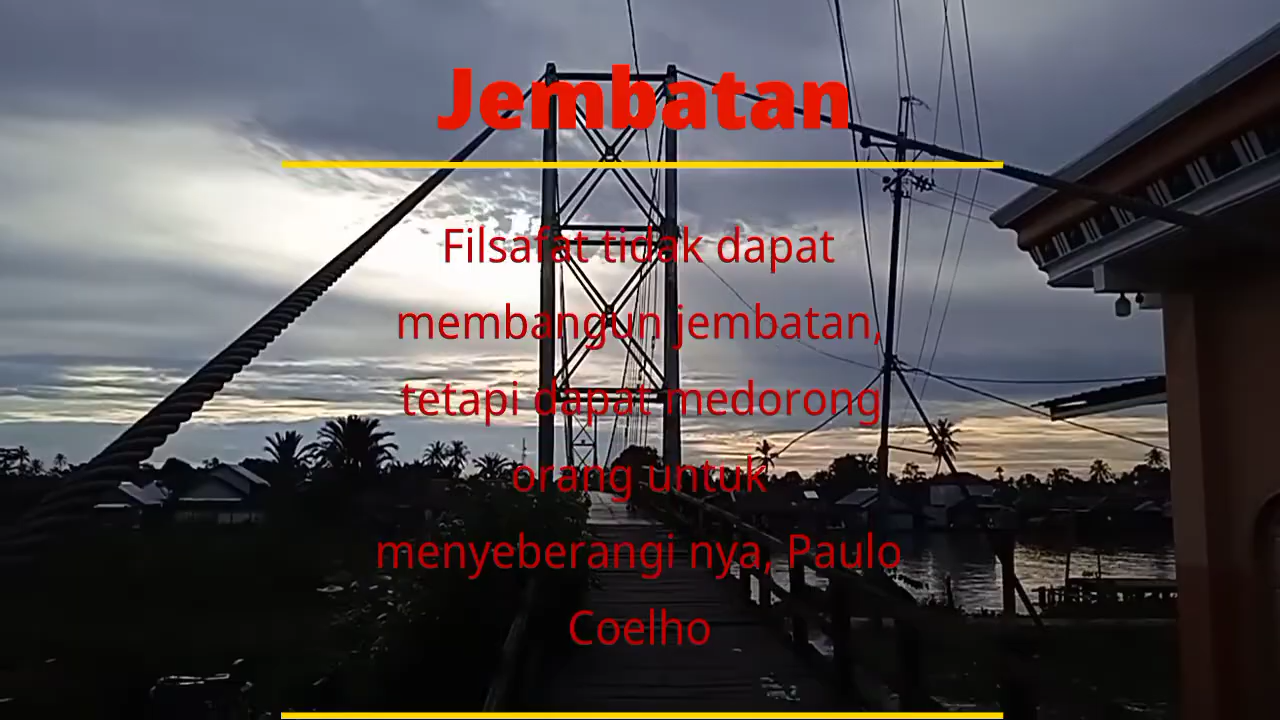 Jembatan
Filsafat tidak dapat
membangun jembatan,
tetapi dapat medorong
orang untuk
menyeberangi nya, Paulo
Coelho